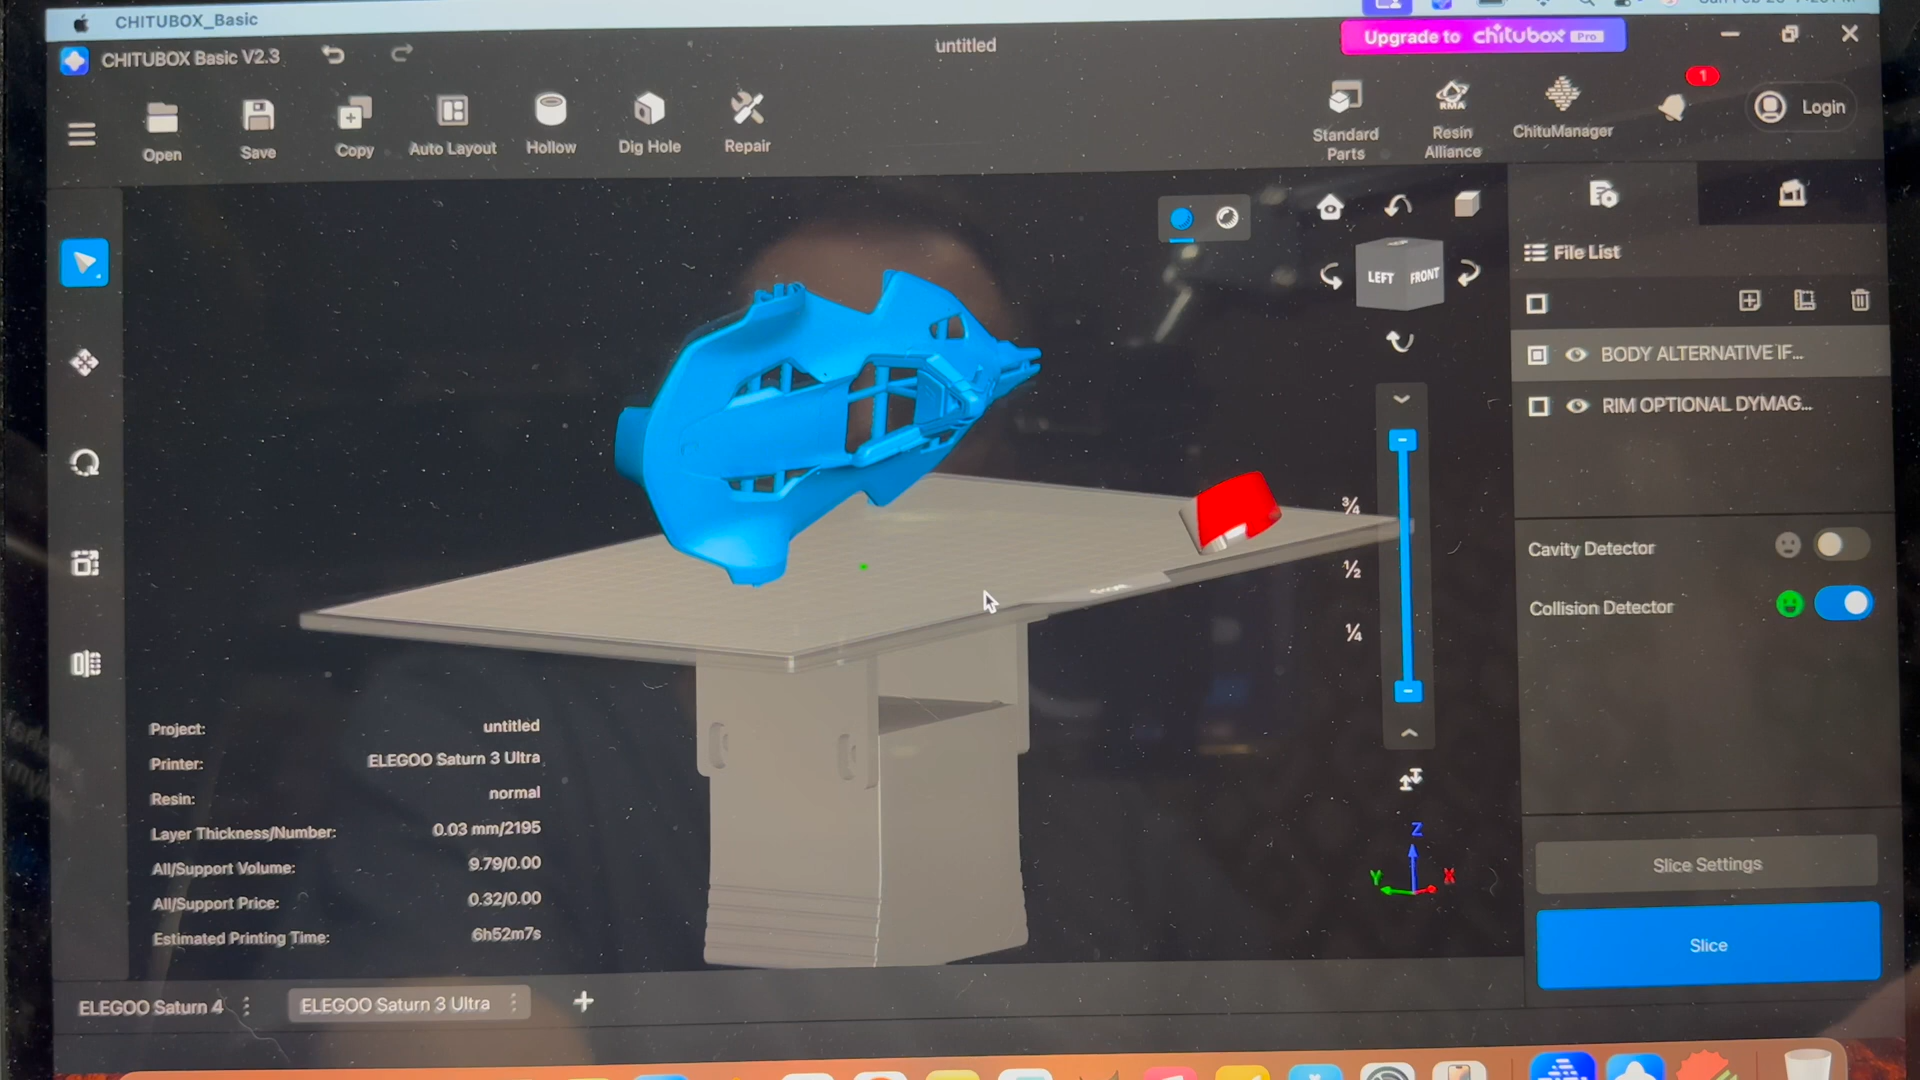 CHITUBOX_Basic
CHITUBOX Basic V2.3
untitled
Upgrade to chitubox Pro
Open
Save
Copy
Auto Layout
Hollow
Dig Hole
Repair
Standard
Parts
RMA
Resin
Alliance
ChituManager
1
Login
LEFT
FRONT
File List
BODY ALTERNATIVE IF...
RIM OPTIONAL DYMAG...
¾
½
¼
Cavity Detector
Collision Detector
Project: untitled
Printer: ELEGOO Saturn 3 Ultra
Resin: normal
Layer Thickness/Number: 0.03 mm/2195
All/Support Volume: 9.79/0.00
All/Support Price: 0.32/0.00
Estimated Printing Time: 6h52m7s
Z
Y
X
Slice Settings
Slice
ELEGOO Saturn 4
ELEGOO Saturn 3 Ultra